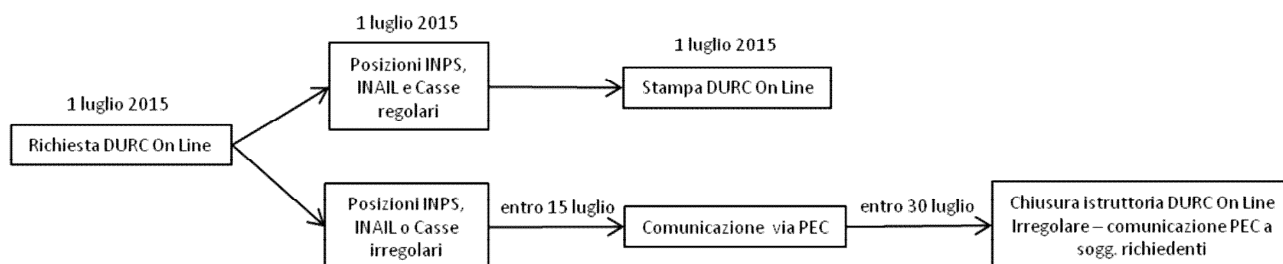 1 luglio 2015
Richiesta DURC On Line
1 luglio 2015
Posizioni INPS,
INAIL e Casse
regolari
1 luglio 2015
Stampa DURC On Line
Posizioni INPS,
INAIL o Casse
irregolari
entro 15 luglio
Comunicazione via PEC
entro 30 luglio
Chiusura istruttoria DURC On Line
Irregolare – comunicazione PEC a
sogg. richiedenti